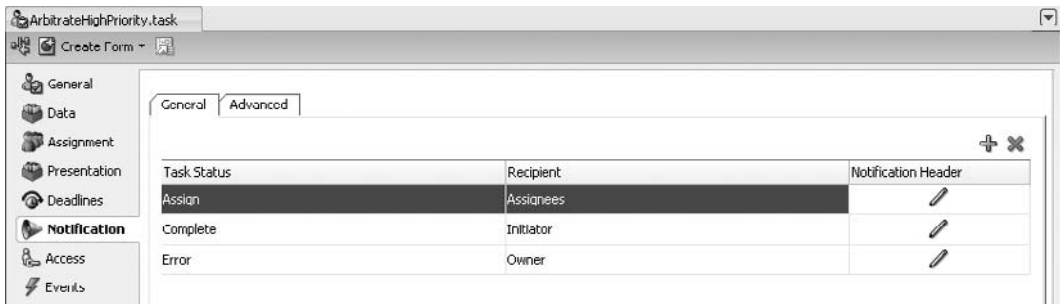 ArbitrateHighPriority.task
Create Form
General
Data
Assignment
Presentation
Deadlines
Notification
Access
Events
General Advanced
Task Status Recipient Notification Header
Assign Assignees
Complete Initiator
Error Owner